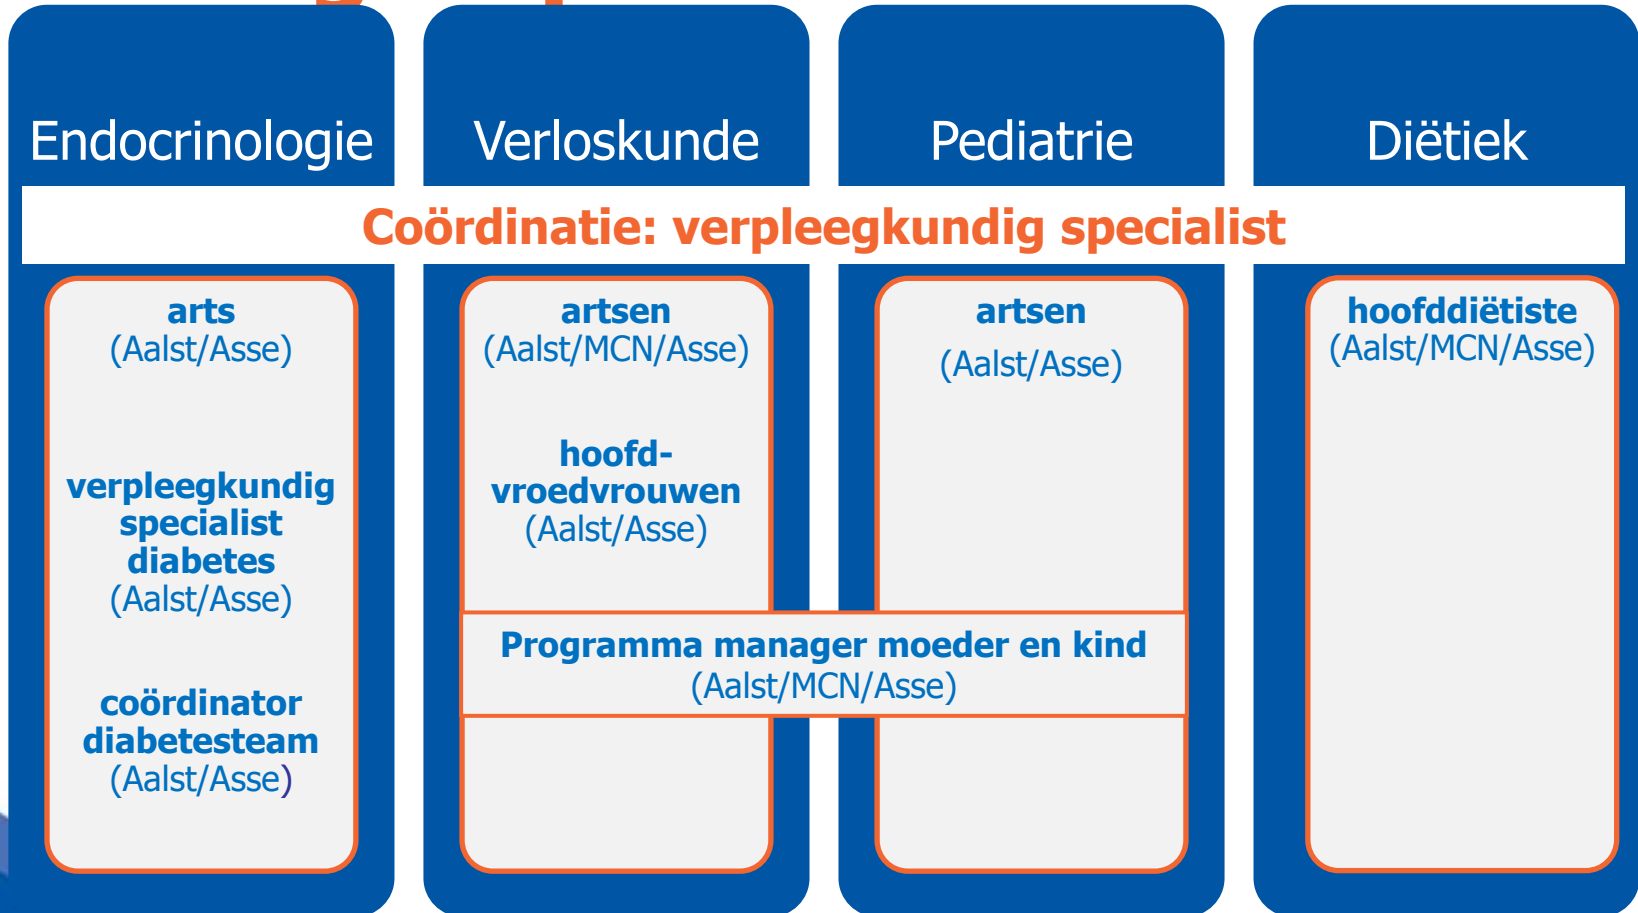 Endocrinologie
Verloskunde
Pediatrie
Diëtiek
Coördinatie: verpleegkundig specialist
arts
(Aalst/Asse)
verpleegkundig
specialist
diabetes
(Aalst/Asse)
coördinator
diabetesteam
(Aalst/Asse)
artsen
(Aalst/MCN/Asse)
hoofd-
vroedvrouwen
(Aalst/Asse)
artsen
(Aalst/Asse)
Programma manager moeder en kind
(Aalst/MCN/Asse)
hoofddiëtiste
(Aalst/MCN/Asse)